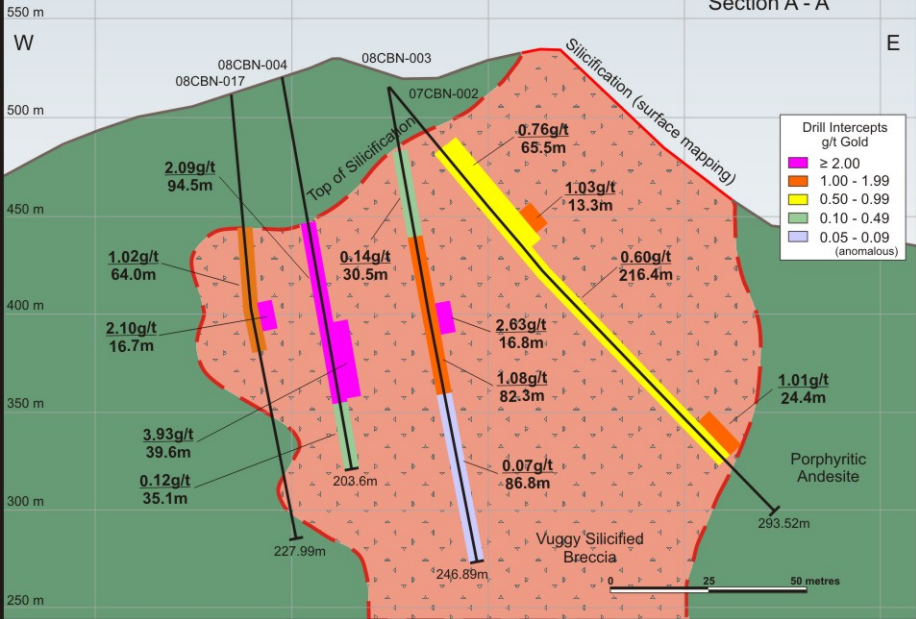 Section A - A
550 m
W
E
08CBN-003
08CBN-004
08CBN-017
07CBN-002
Silicification (surface mapping)
500 m
Drill Intercepts
g/t Gold
≥ 2.00
1.00 - 1.99
0.50 - 0.99
0.10 - 0.49
0.05 - 0.09
(anomalous)
Top of Silicification
0.76g/t
65.5m
2.09g/t
94.5m
1.03g/t
13.3m
450 m
1.02g/t
64.0m
0.14g/t
30.5m
0.60g/t
216.4m
400 m
2.10g/t
16.7m
2.63g/t
16.8m
1.08g/t
82.3m
1.01g/t
24.4m
350 m
3.93g/t
39.6m
0.12g/t
35.1m
203.6m
0.07g/t
86.8m
Porphyritic
Andesite
300 m
293.52m
227.99m
Vuggy Silicified
Breccia
246.89m
0 25 50 metres
250 m